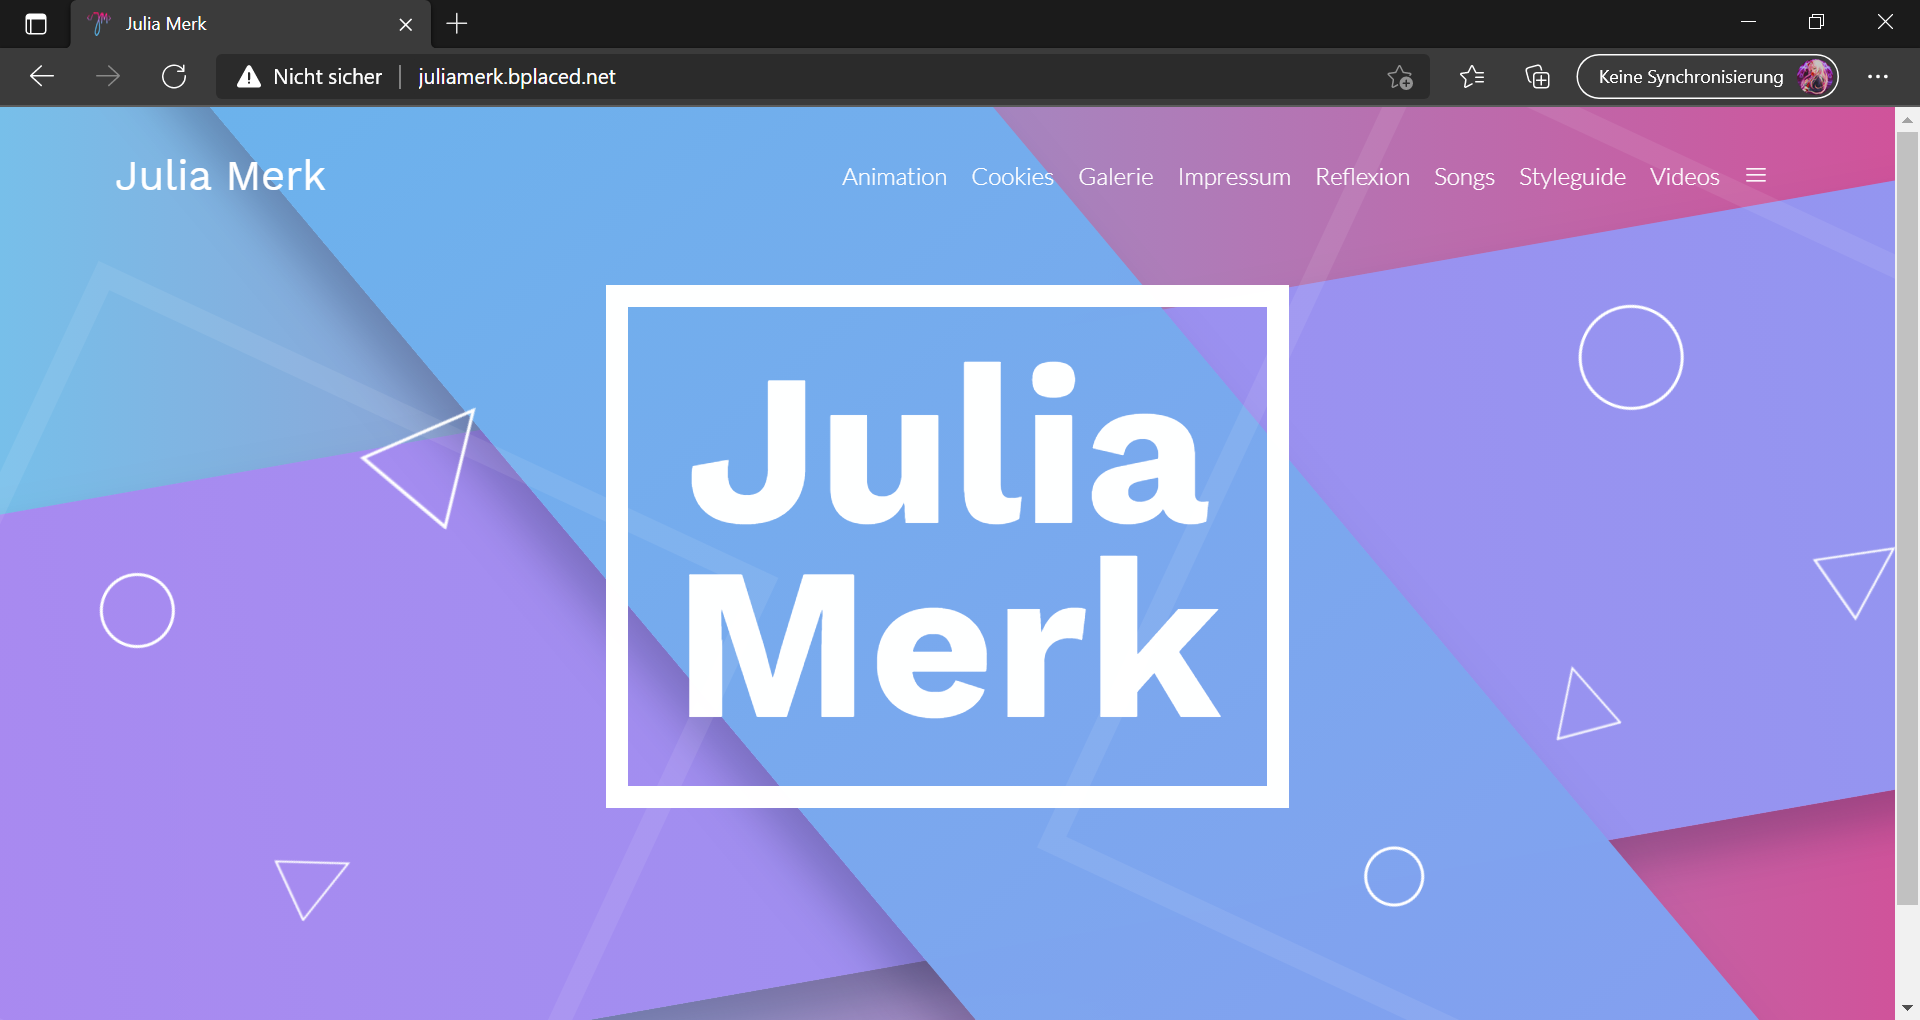 Julia Merk
Nicht sicher juliamerk.bplaced.net Keine Synchronisierung
Julia Merk Animation Cookies Galerie Impressum Reflexion Songs Styleguide Videos
Julia
Merk